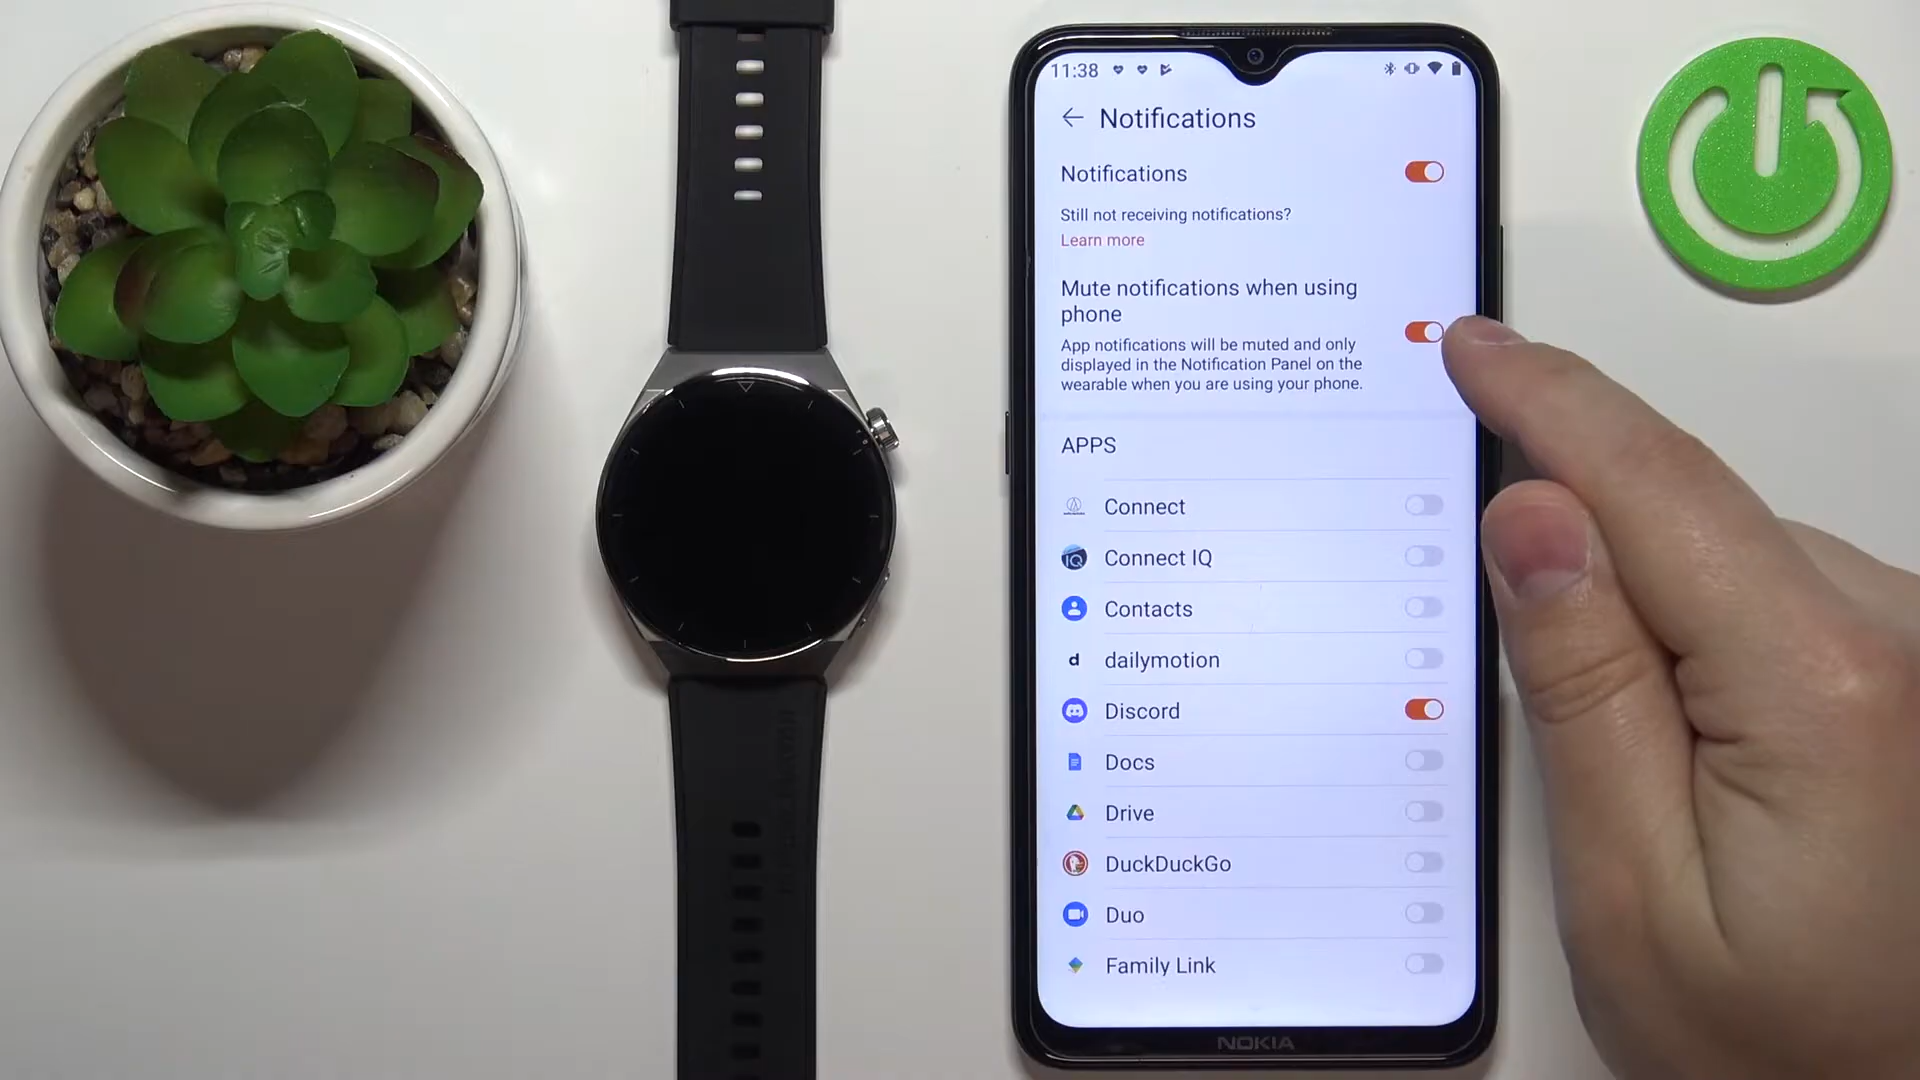 11:38
Notifications
Notifications
Still not receiving notifications?
Learn more
Mute notifications when using
phone
App notifications will be muted and only
displayed in the Notification Panel on the
wearable when you are using your phone.
APPS
Connect
IQ Connect IQ
Contacts
d dailymotion
Discord
Docs
Drive
DuckDuckGo
Duo
Family Link
NOKIA